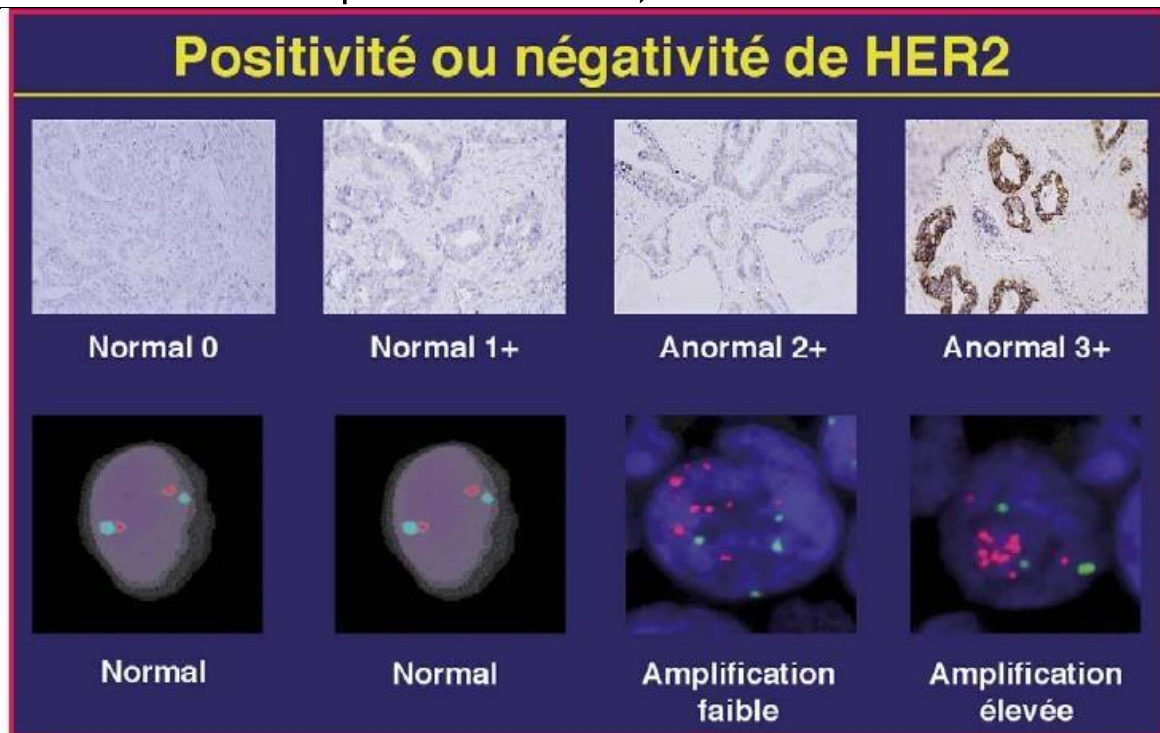 Positivité ou négativité de HER2
Normal 0
Normal 1+
Anormal 2+
Anormal 3+
Normal
Normal
Amplification
faible
Amplification
élevée